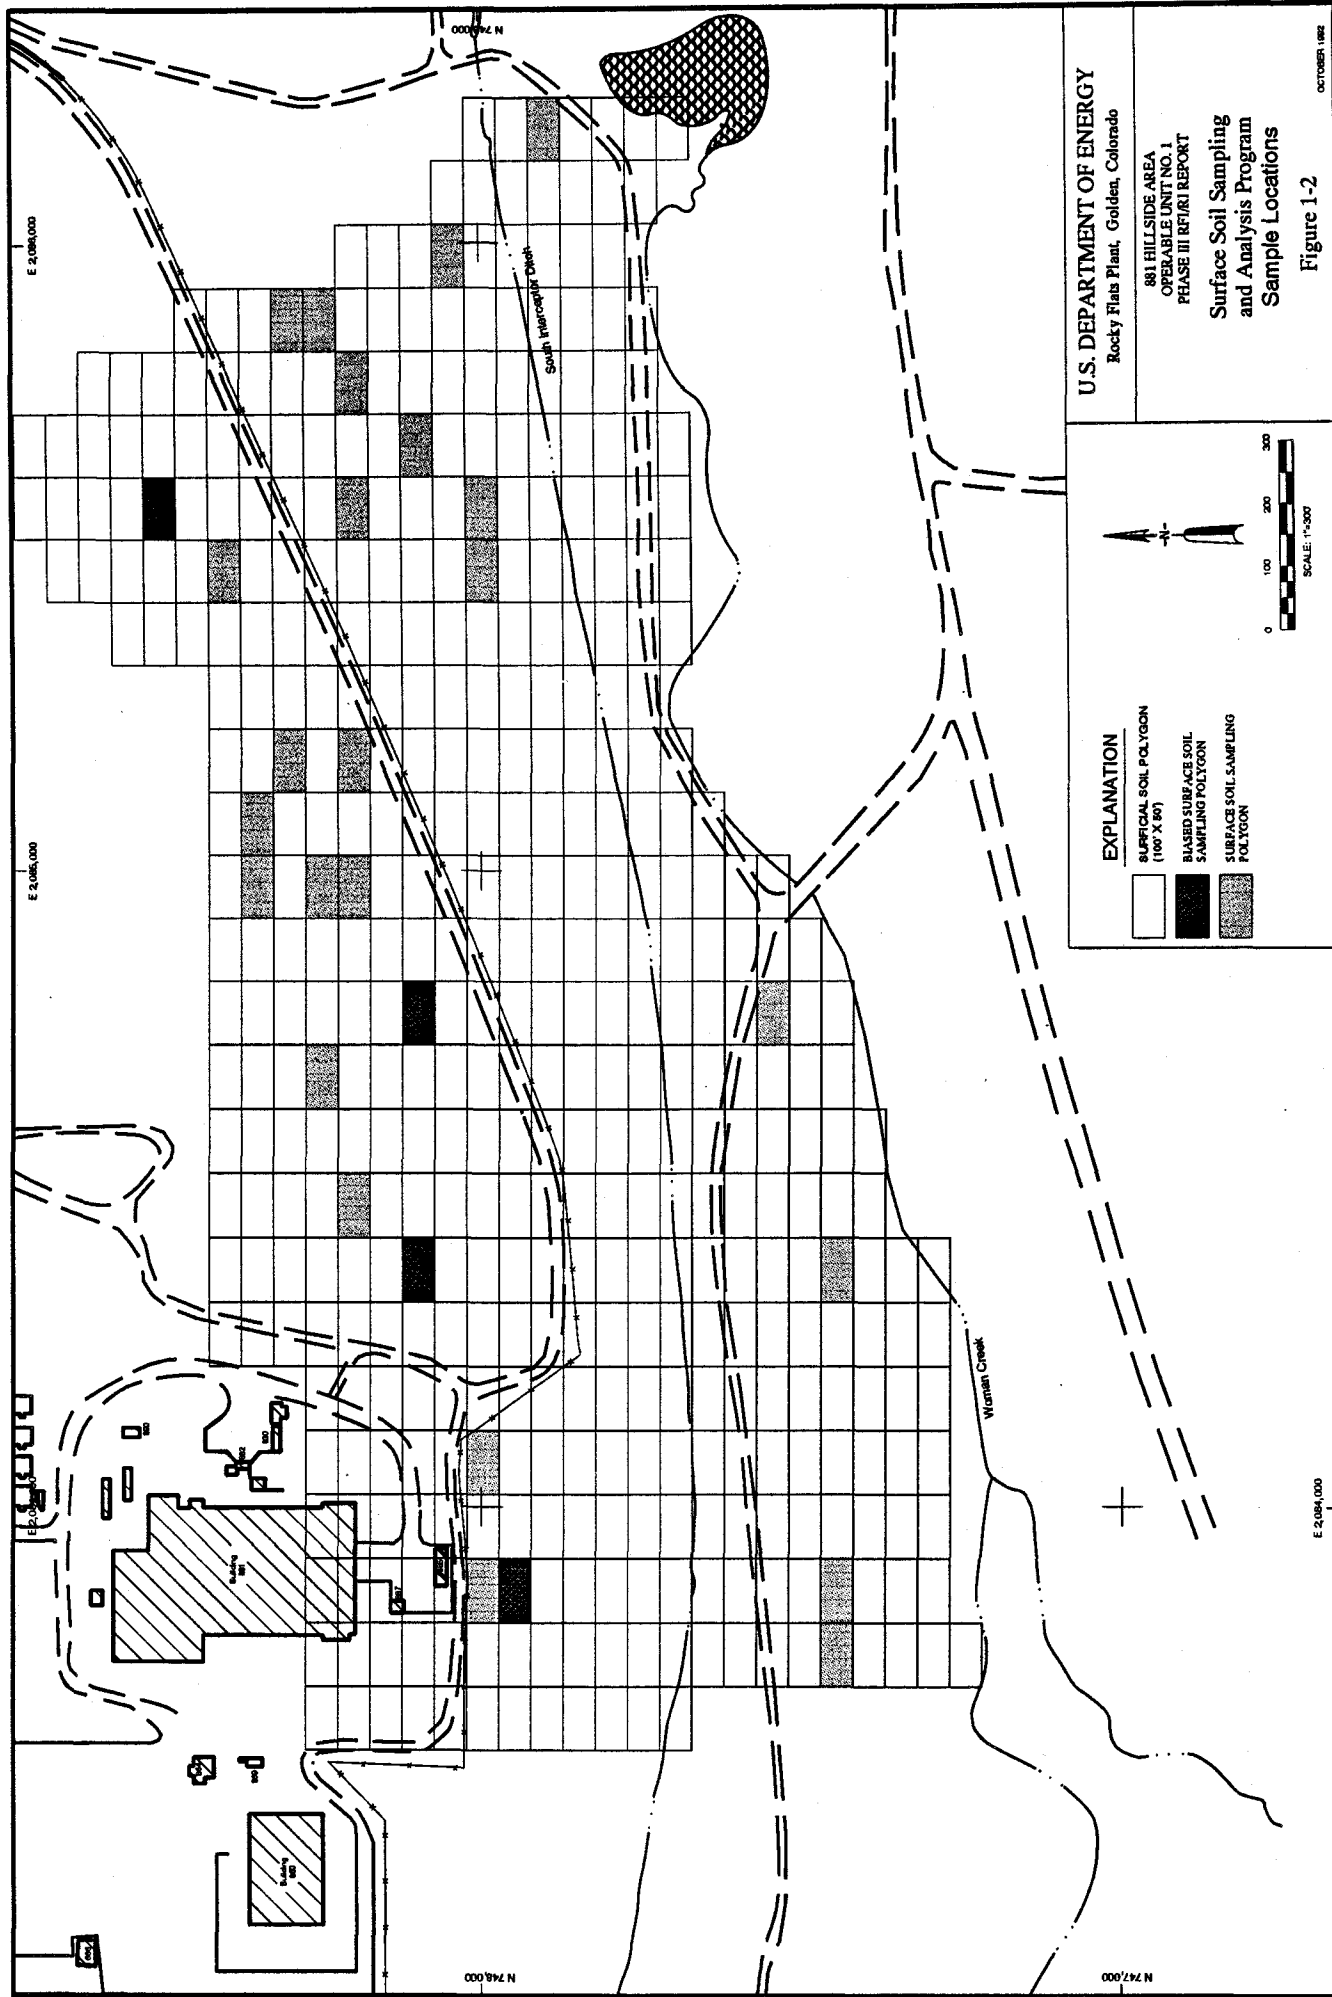 E 2,086,000
N 748,000
South Interceptor Ditch
E 2,085,000
Building
881
887
Building
850
N 748,000
N 747,000
Woman Creek
E 2,084,000
EXPLANATION
SURFICIAL SOIL POLYGON
(100' X 50')
BIASED SURFACE SOIL
SAMPLING POLYGON
SURFACE SOIL SAMPLING
POLYGON
-N-
0 100 200 300
SCALE: 1"=300'
U.S. DEPARTMENT OF ENERGY
Rocky Flats Plant, Golden, Colorado
881 HILLSIDE AREA
OPERABLE UNIT NO. 1
PHASE III RFI/RI REPORT
Surface Soil Sampling
and Analysis Program
Sample Locations
Figure 1-2
OCTOBER 1992